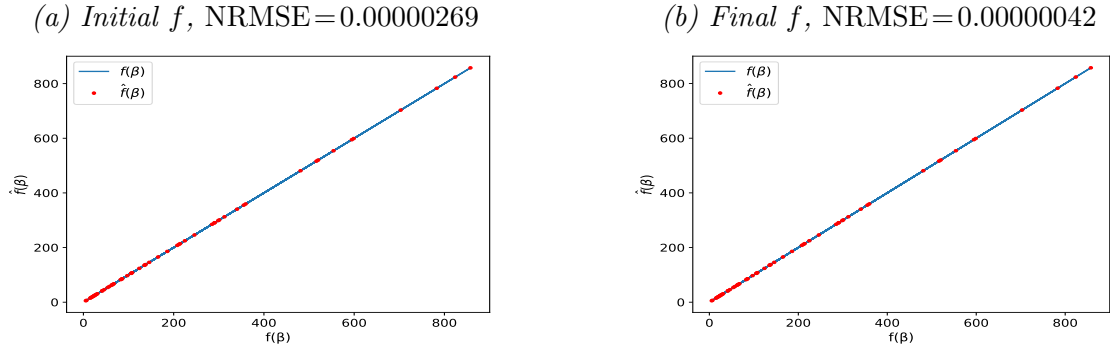 (a) Initial f, NRMSE=0.00000269
800
600
400
200
0
f̂(β)
f(β)
f̂(β)
0 200 400 600 800
f(β)
(b) Final f, NRMSE=0.00000042
800
600
400
200
0
f̂(β)
f(β)
f̂(β)
0 200 400 600 800
f(β)